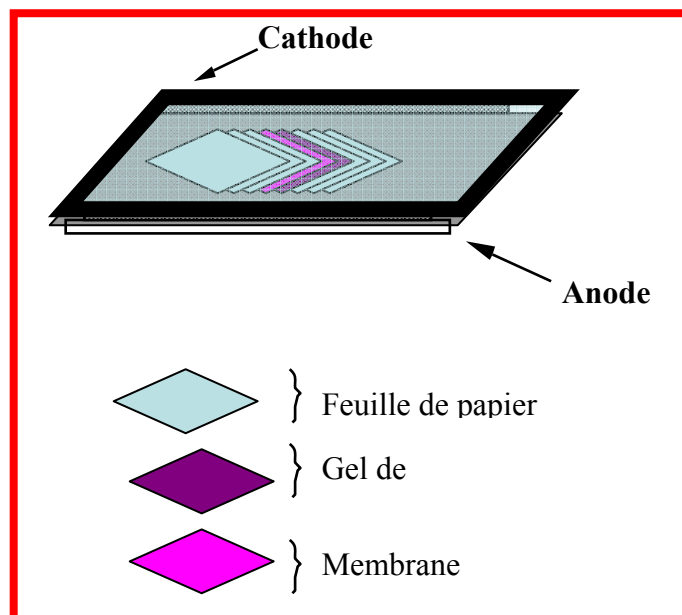 Cathode
Anode
Feuille de papier
Gel de
Membrane